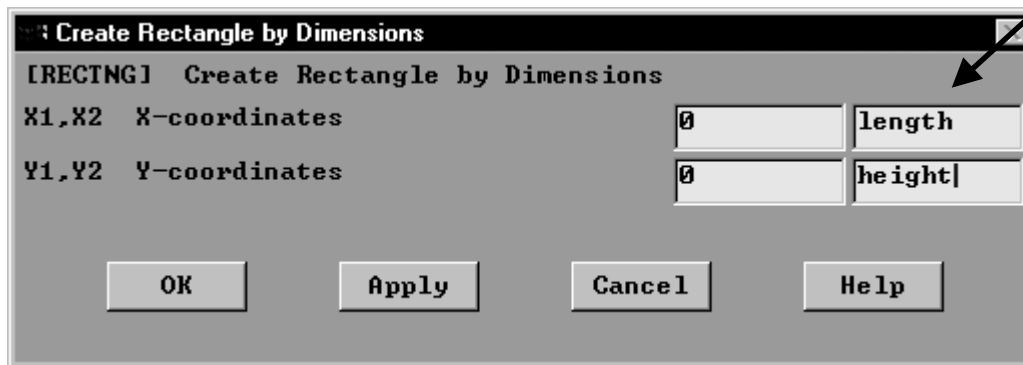 Create Rectangle by Dimensions
[RECTNG] Create Rectangle by Dimensions
X1,X2 X-coordinates 0 length
Y1,Y2 Y-coordinates 0 height
OK Apply Cancel Help